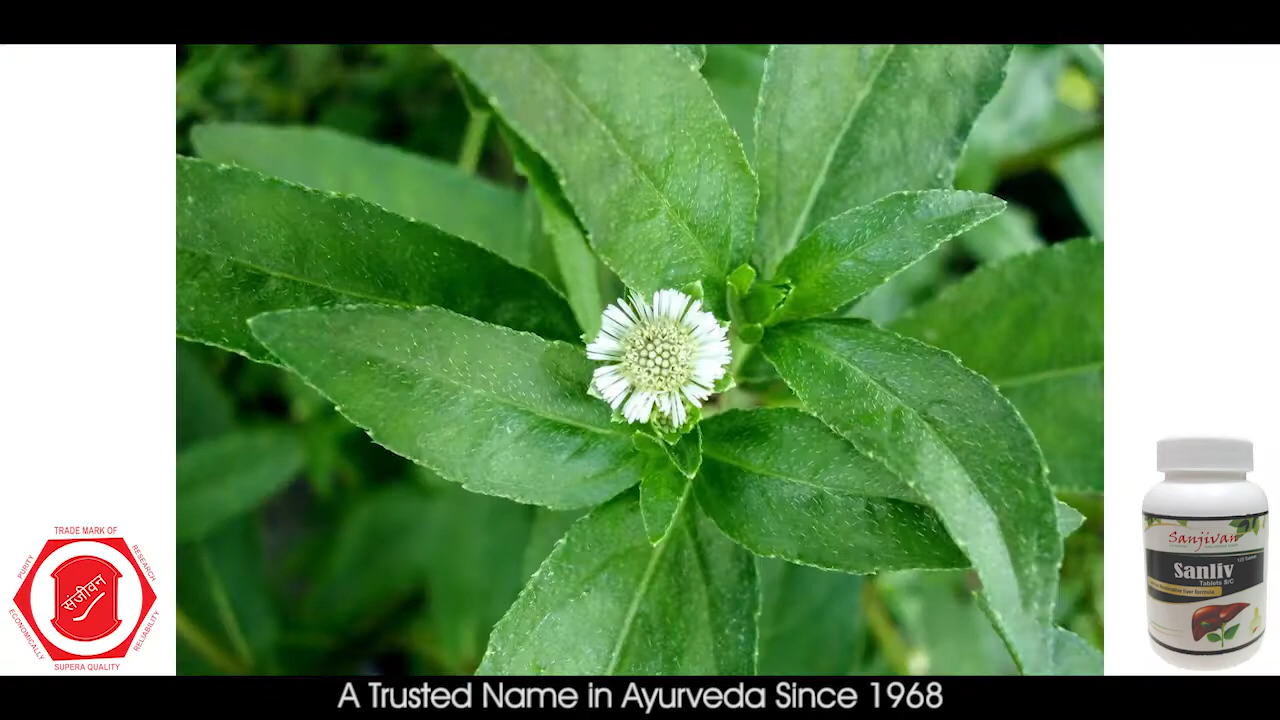 TRADE MARK OF
PURITY
RESEARCH
संजीवन
ECONOMICALLY
RELIABILITY
SUPERA QUALITY
Sanjivan
Sanliv
Tablets S/C
A Trusted Name in Ayurveda Since 1968